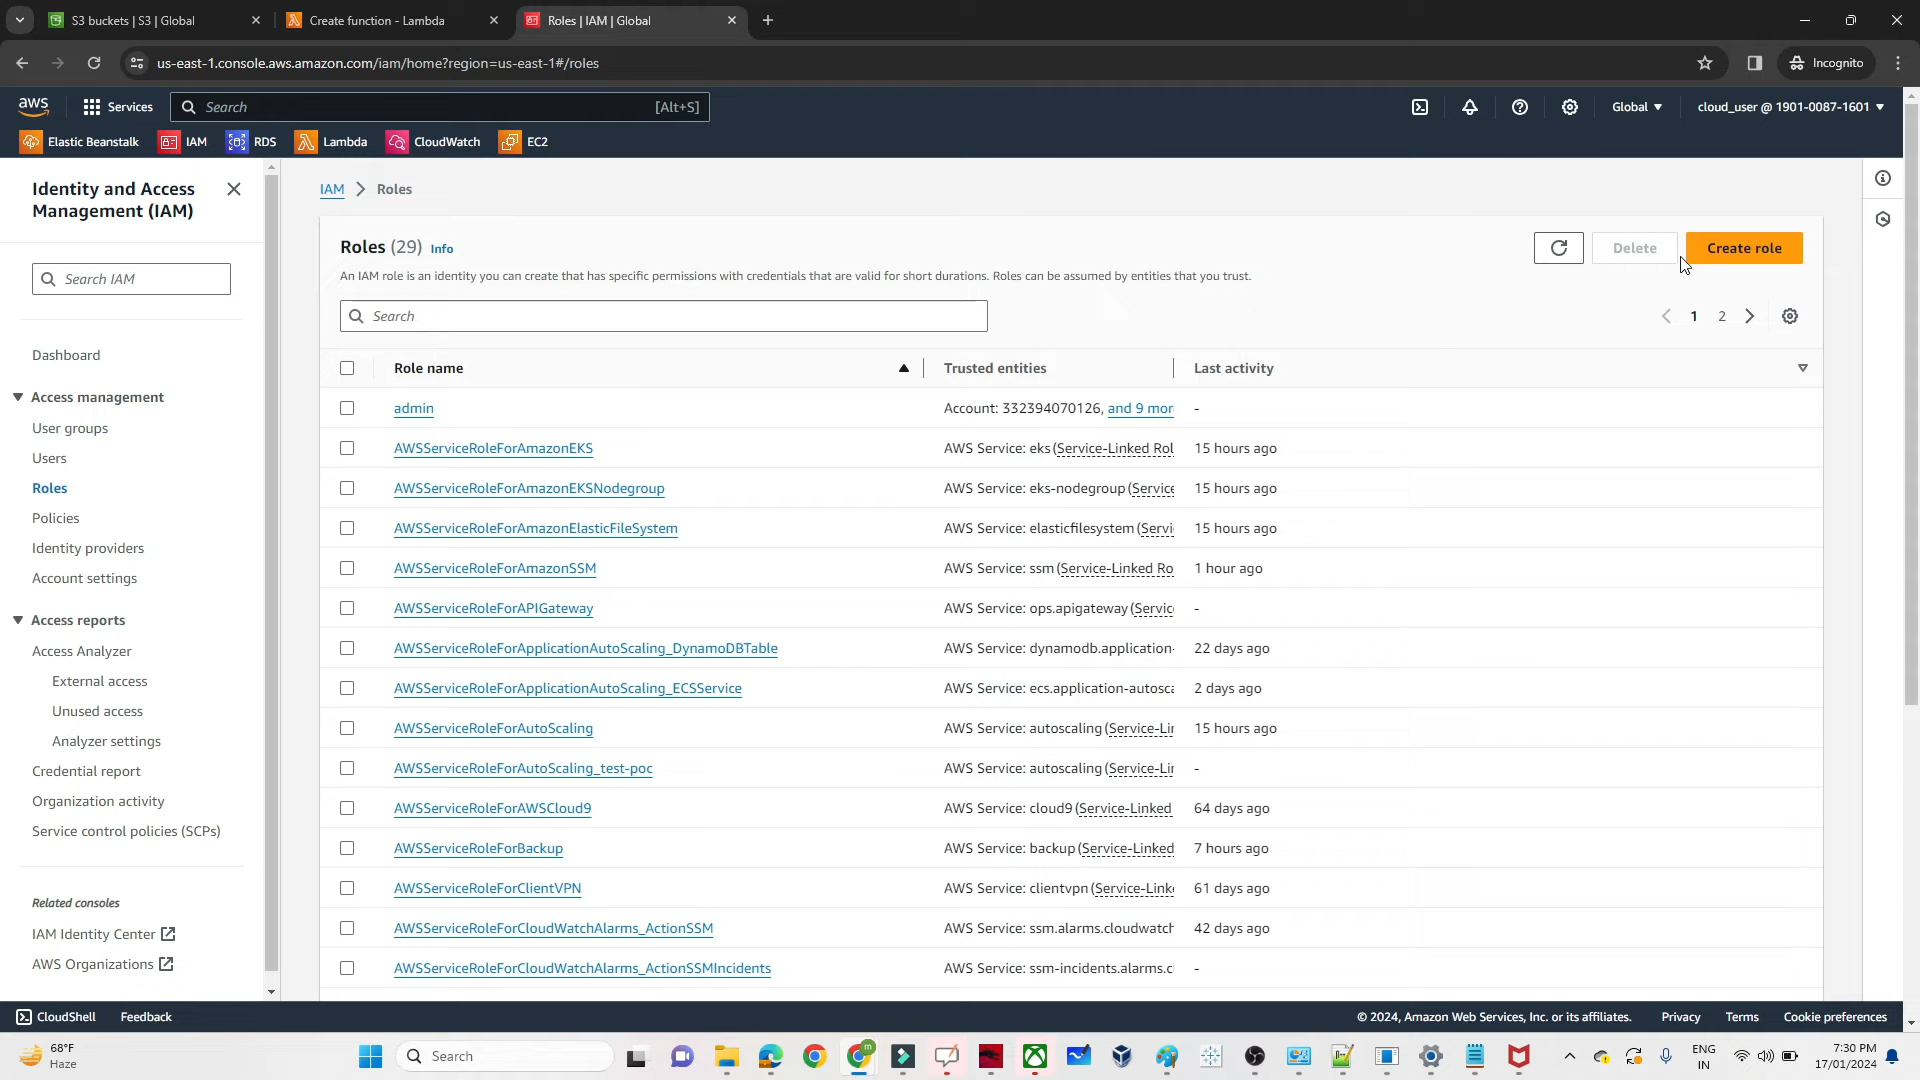 S3 buckets | S3 | Global
Create function - Lambda
Roles | IAM | Global
us-east-1.console.aws.amazon.com/iam/home?region=us-east-1#/roles
Incognito
aws
Services
Search
[Alt+S]
Global
cloud_user @ 1901-0087-1601
Elastic Beanstalk
IAM
RDS
Lambda
CloudWatch
EC2
Identity and Access
Management (IAM)
Search IAM
Dashboard
Access management
User groups
Users
Roles
Policies
Identity providers
Account settings
Access reports
Access Analyzer
External access
Unused access
Analyzer settings
Credential report
Organization activity
Service control policies (SCPs)
Related consoles
IAM Identity Center
AWS Organizations
IAM > Roles
Roles (29) Info
Delete
Create role
An IAM role is an identity you can create that has specific permissions with credentials that are valid for short durations. Roles can be assumed by entities that you trust.
Search
1 2
Role name Trusted entities Last activity
admin Account: 332394070126, and 9 mor -
AWSServiceRoleForAmazonEKS AWS Service: eks (Service-Linked Rol 15 hours ago
AWSServiceRoleForAmazonEKSNodegroup AWS Service: eks-nodegroup (Service 15 hours ago
AWSServiceRoleForAmazonElasticFileSystem AWS Service: elasticfilesystem (Servi 15 hours ago
AWSServiceRoleForAmazonSSM AWS Service: ssm (Service-Linked Ro 1 hour ago
AWSServiceRoleForAPIGateway AWS Service: ops.apigateway (Servic -
AWSServiceRoleForApplicationAutoScaling_DynamoDBTable AWS Service: dynamodb.application- 22 days ago
AWSServiceRoleForApplicationAutoScaling_ECSService AWS Service: ecs.application-autosca 2 days ago
AWSServiceRoleForAutoScaling AWS Service: autoscaling (Service-Lin 15 hours ago
AWSServiceRoleForAutoScaling_test-poc AWS Service: autoscaling (Service-Lin -
AWSServiceRoleForAWSCloud9 AWS Service: cloud9 (Service-Linked 64 days ago
AWSServiceRoleForBackup AWS Service: backup (Service-Linked 7 hours ago
AWSServiceRoleForClientVPN AWS Service: clientvpn (Service-Linke 61 days ago
AWSServiceRoleForCloudWatchAlarms_ActionSSM AWS Service: ssm.alarms.cloudwatch 42 days ago
AWSServiceRoleForCloudWatchAlarms_ActionSSMIncidents AWS Service: ssm-incidents.alarms.c -
CloudShell
Feedback
© 2024, Amazon Web Services, Inc. or its affiliates.
Privacy
Terms
Cookie preferences
68°F
Haze
Search
ENG
IN
7:30 PM
17/01/2024